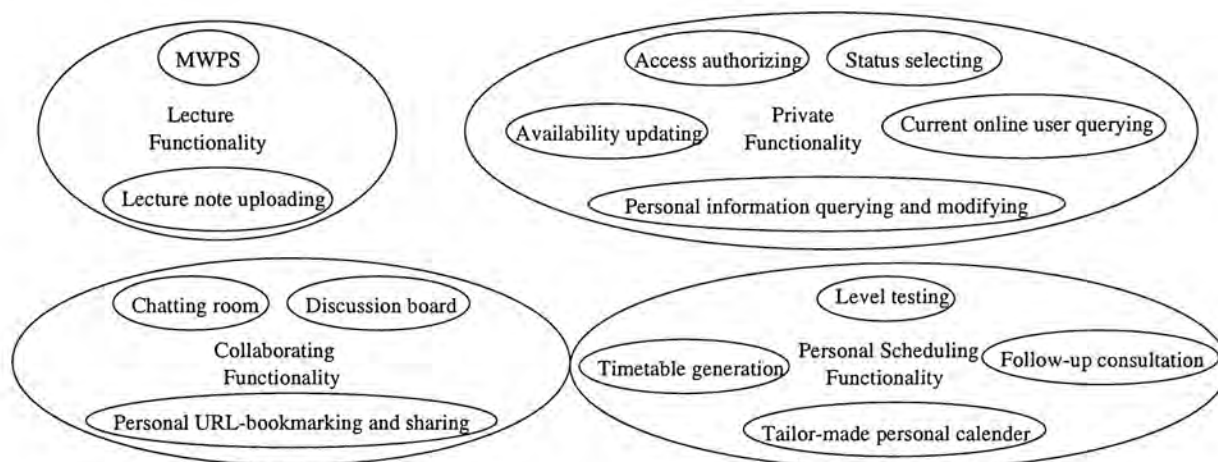 MWPS
Lecture
Functionality
Lecture note uploading
Access authorizing
Status selecting
Availability updating
Private
Functionality
Current online user querying
Personal information querying and modifying
Chatting room
Discussion board
Collaborating
Functionality
Personal URL-bookmarking and sharing
Level testing
Timetable generation
Personal Scheduling
Functionality
Follow-up consultation
Tailor-made personal calender